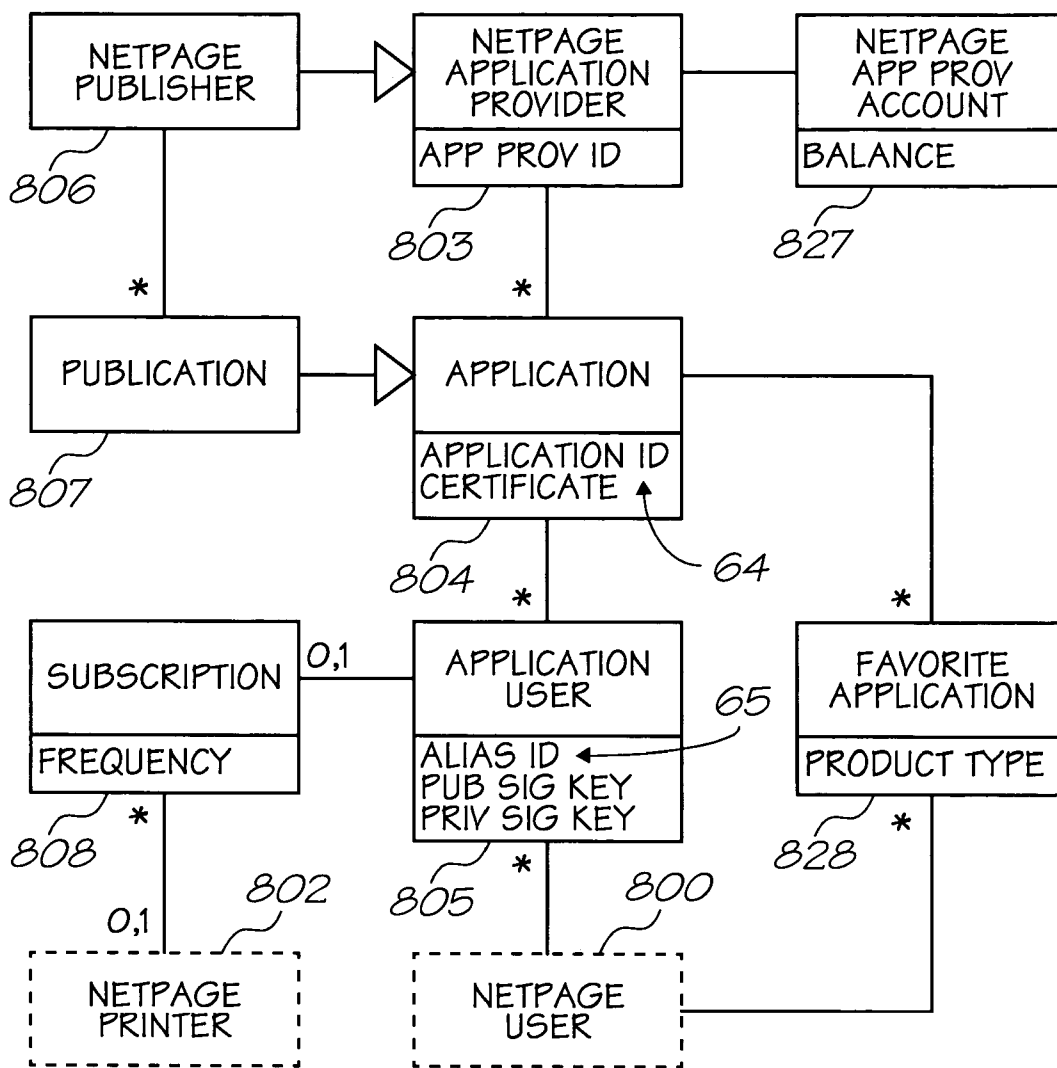 NETPAGE
PUBLISHER
806
NETPAGE
APPLICATION
PROVIDER
APP PROV ID
803
NETPAGE
APP PROV
ACCOUNT
BALANCE
827
*
*
PUBLICATION
807
APPLICATION
APPLICATION ID
CERTIFICATE
804
64
*
*
SUBSCRIPTION
FREQUENCY
808
0,1
APPLICATION
USER
ALIAS ID
PUB SIG KEY
PRIV SIG KEY
805
65
FAVORITE
APPLICATION
PRODUCT TYPE
828
*
*
*
0,1
802
NETPAGE
PRINTER
800
NETPAGE
USER